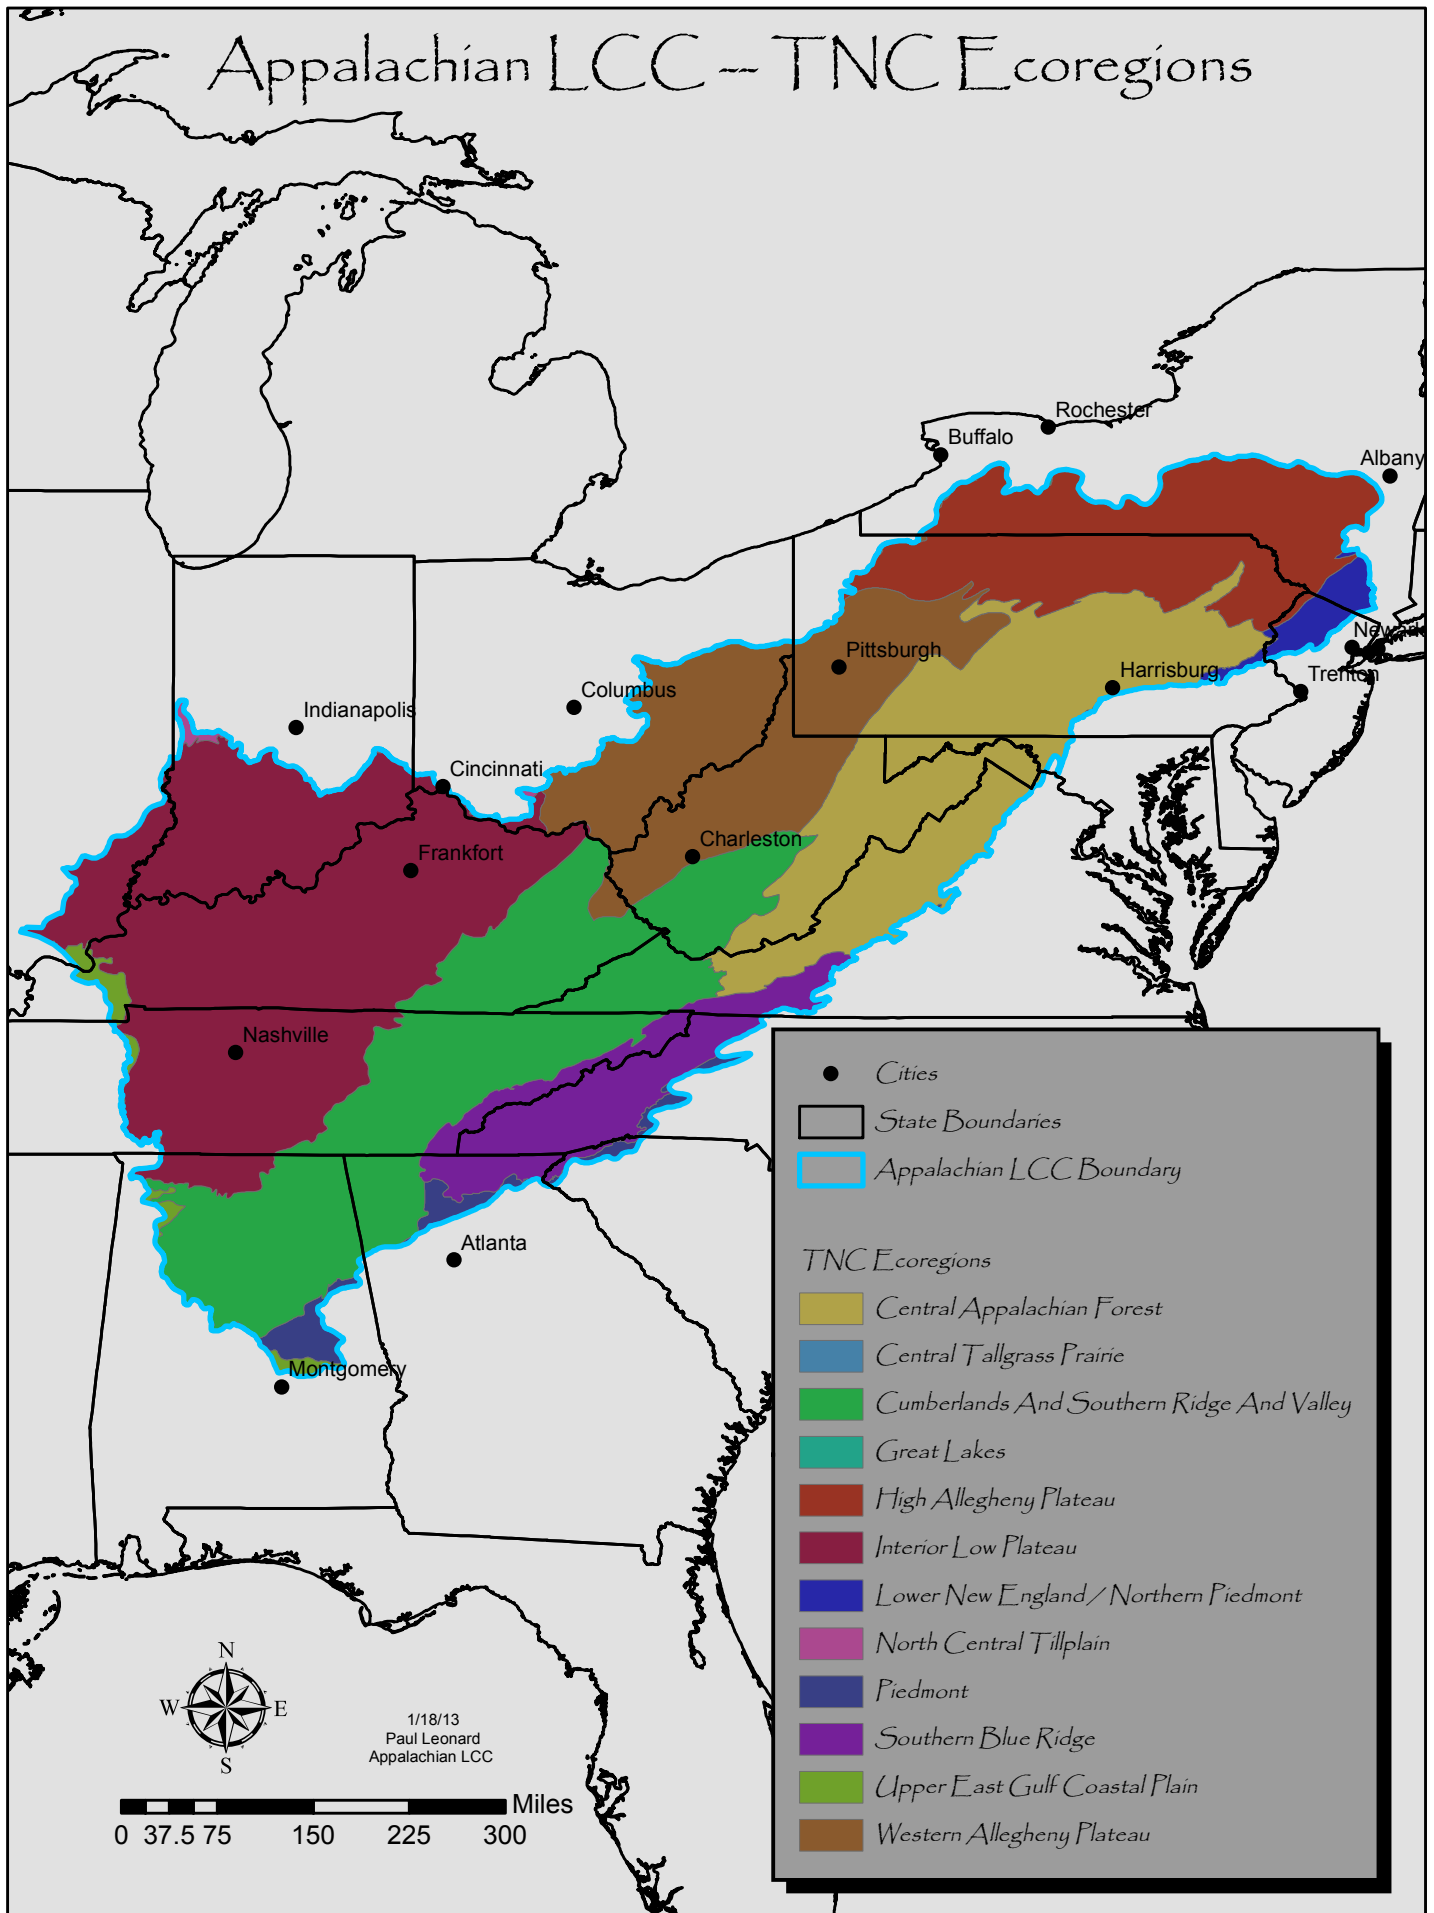 Appalachian LCC -- TNC Ecoregions
Rochester
Buffalo
Albany
Newark
Pittsburgh
Harrisburg
Trenton
Columbus
Indianapolis
Cincinnati
Charleston
Frankfort
Nashville
Atlanta
Montgomery
Cities
State Boundaries
Appalachian LCC Boundary
TNC Ecoregions
Central Appalachian Forest
Central Tallgrass Prairie
Cumberlands And Southern Ridge And Valley
Great Lakes
High Allegheny Plateau
Interior Low Plateau
Lower New England / Northern Piedmont
North Central Tillplain
Piedmont
Southern Blue Ridge
Upper East Gulf Coastal Plain
Western Allegheny Plateau
N
W E
S
1/18/13
Paul Leonard
Appalachian LCC
Miles
0 37.5 75 150 225 300